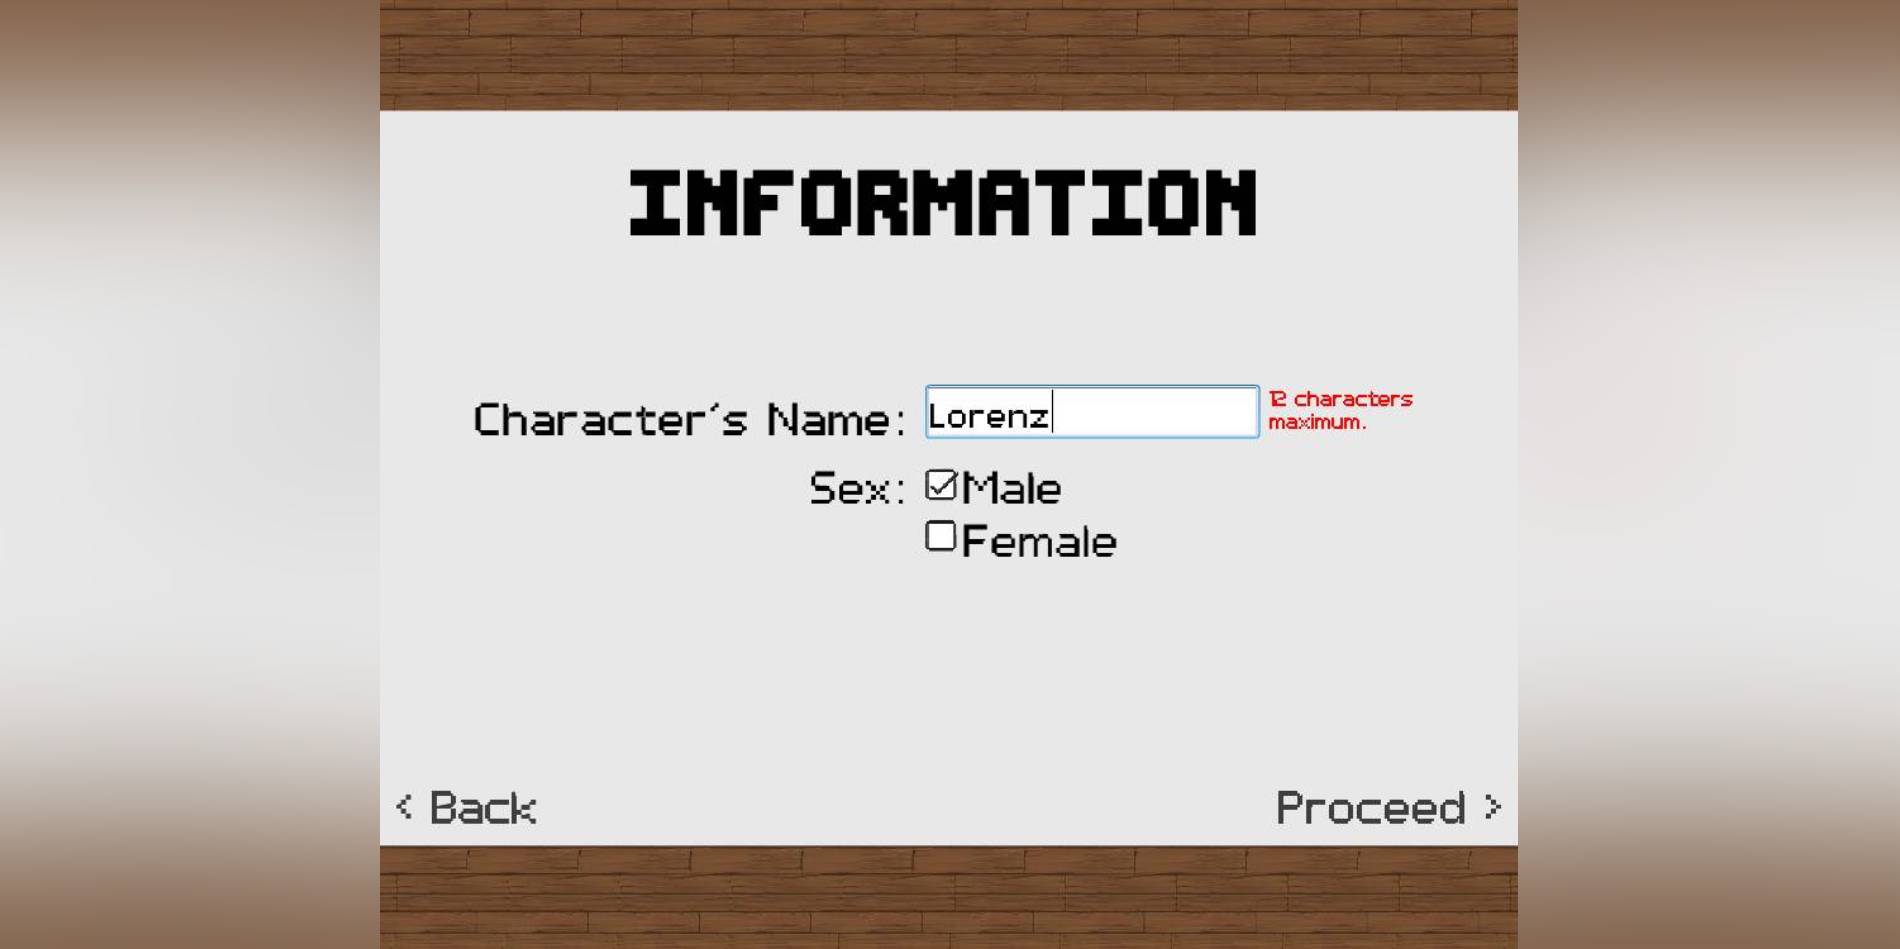 INFORMATION
Character's Name: Lorenz
12 characters
maximum.
Sex: Male
Female
< Back
Proceed >